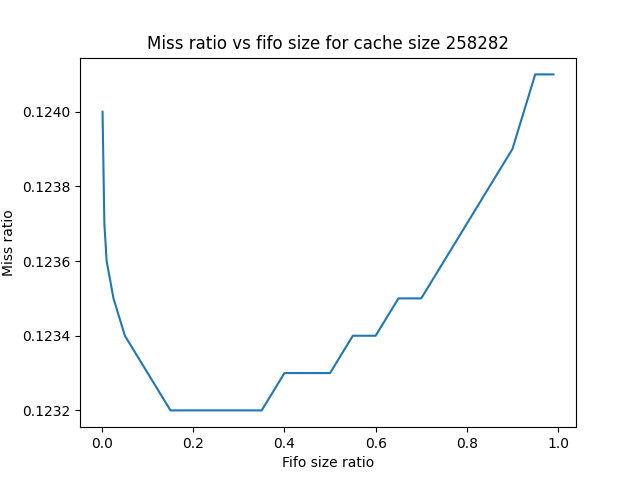 Miss ratio vs fifo size for cache size 258282
Miss ratio
0.1240
0.1238
0.1236
0.1234
0.1232
0.0 0.2 0.4 0.6 0.8 1.0
Fifo size ratio